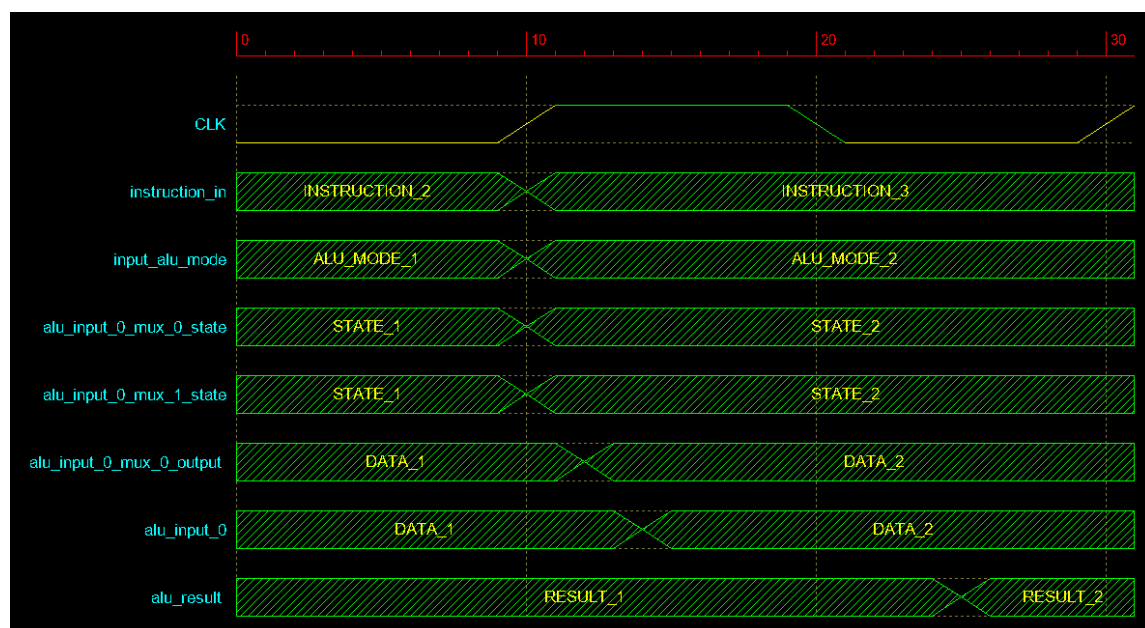 0 10 20 30
CLK
instruction_in INSTRUCTION_2 INSTRUCTION_3
input_alu_mode ALU_MODE_1 ALU_MODE_2
alu_input_0_mux_0_state STATE_1 STATE_2
alu_input_0_mux_1_state STATE_1 STATE_2
alu_input_0_mux_0_output DATA_1 DATA_2
alu_input_0 DATA_1 DATA_2
alu_result RESULT_1 RESULT_2